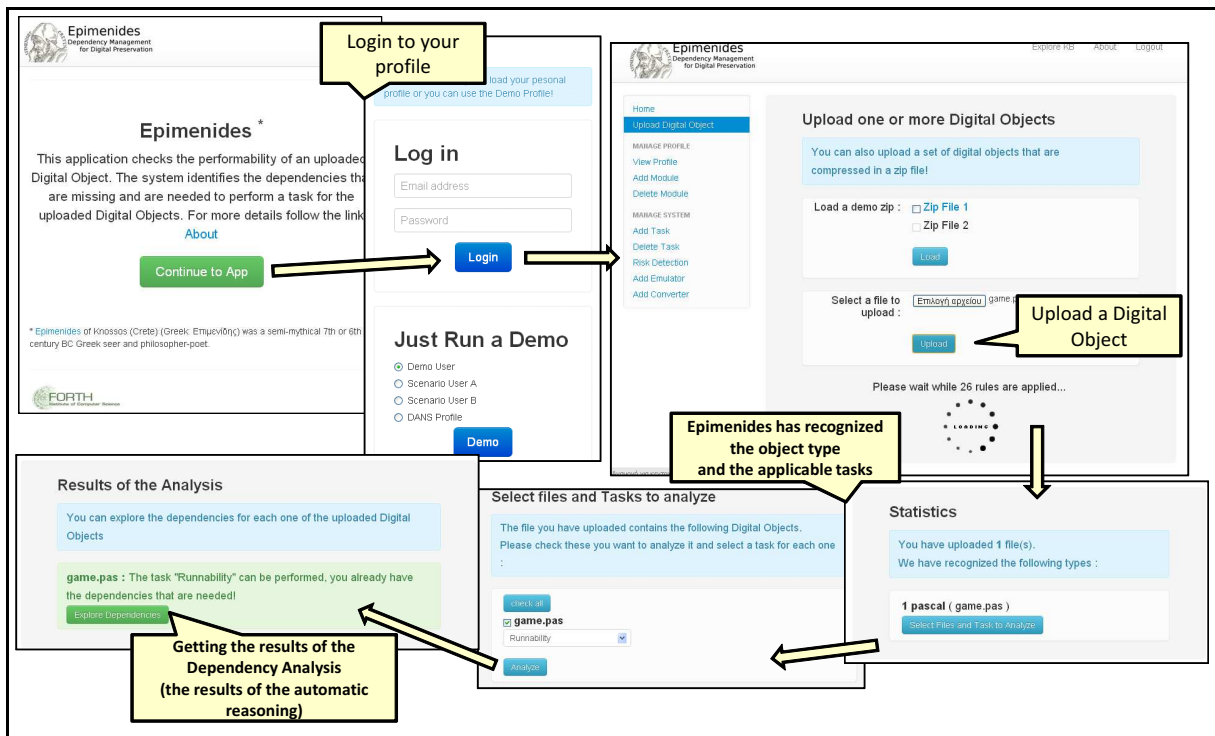 Epimenides
Dependency Management
for Digital Preservation
Epimenides *
This application checks the performability of an uploaded
Digital Object. The system identifies the dependencies
are missing and are needed to perform a task for the
uploaded Digital Objects. For more details follow the link
About
Continue to App
* Epimenides of Knossos (Crete) (Greek: Επιμενίδης) was a semi-mythical 7th or 6th
century BC Greek seer and philosopher-poet.
FORTH
Institute of Computer Science
Login to your
profile
load your pesonal
profile or you can use the Demo Profile!
Log in
Email address
Password
Login
Just Run a Demo
Demo User
Scenario User A
Scenario User B
DANS Profile
Demo
Epimenides
Dependency Management
for Digital Preservation
Explore KB
About
Logout
Home
Upload Digital Object
MANAGE PROFILE
View Profile
Add Module
Delete Module
MANAGE SYSTEM
Add Task
Delete Task
Risk Detection
Add Emulator
Add Converter
Upload one or more Digital Objects
You can also upload a set of digital objects that are
compressed in a zip file!
Load a demo zip :
Zip File 1
Zip File 2
Load
Select a file to
upload :
Επιλογή αρχείου game.p
Upload
Upload a Digital
Object
Please wait while 26 rules are applied...
LOADING
Epimenides has recognized
the object type
and the applicable tasks
Statistics
You have uploaded 1 file(s).
We have recognized the following types :
1 pascal ( game.pas )
Select Files and Task to Analyze
Select files and Tasks to analyze
The file you have uploaded contains the following Digital Objects.
Please check these you want to analyze it and select a task for each one
:
check all
game.pas
Runnability
Analyze
Results of the Analysis
You can explore the dependencies for each one of the uploaded Digital
Objects
game.pas : The task "Runnability" can be performed, you already have
the dependencies that are needed!
Explore Dependencies
Getting the results of the
Dependency Analysis
(the results of the automatic
reasoning)